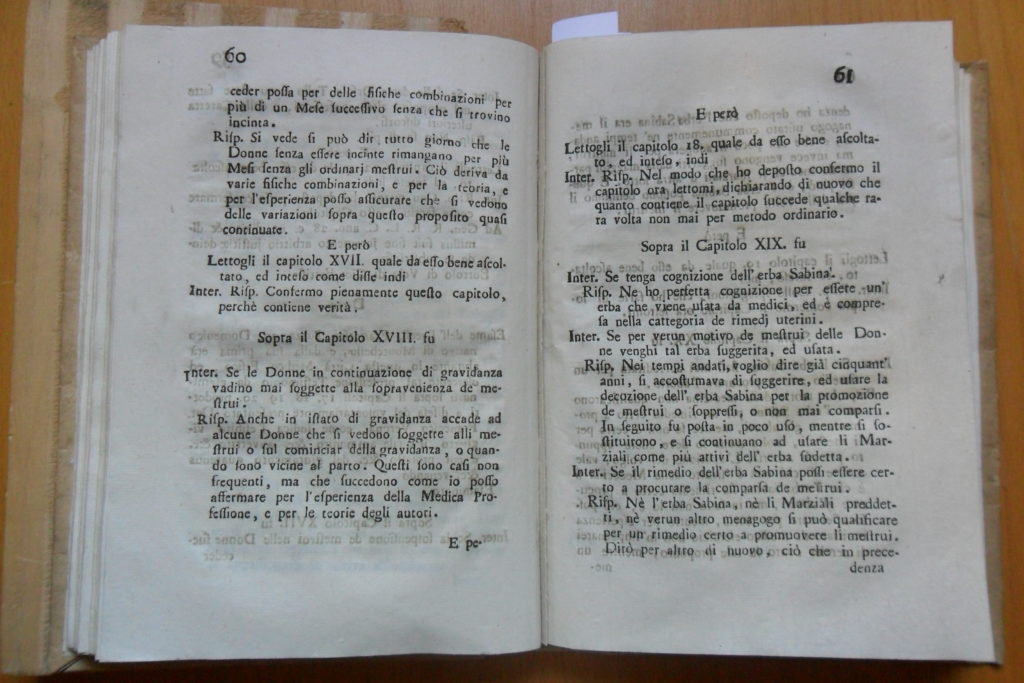 60
ceder possa per delle fisiche combinazioni per
più di un Mese successivo senza che si trovino
incinta.
Risp. Si vede si può dir tutto giorno che le
Donne senza essere incinte rimangano per più
Mesi senza gli ordinarj mestrui. Ciò deriva da
varie fisiche combinazioni, e per la teoria, e
per l'esperienza posso assicurare che si vedono
delle variazioni sopra questo proposito quasi
continuate.
E però
Lettogli il capitolo XVII. quale da esso bene ascol-
tato, ed inteso come disse indi
Inter. Risp. Confermo pienamente questo capitolo,
perchè contiene verità.
Sopra il Capitolo XVIII. fu
Inter. Se le Donne in continuazione di gravidanza
vadino mai soggette alla sopravenienza de me-
strui.
Risp. Anche in istato di gravidanza accade ad
alcune Donne che si vedono soggette alli me-
strui o sul cominciar della gravidanza, o quan-
do sono vicine al parto. Questi sono casi non
frequenti, ma che succedono come io posso
affermare per l'esperienza della Medica Pro-
fessione, e per le teorie degli autori.
E pe-
61
E però
Lettogli il capitolo 18. quale da esso bene ascolta-
to, ed inteso, indi
Inter. Risp. Nel modo che ho deposto confermo il
capitolo ora lettomi, dichiarando di nuovo che
quanto contiene il capitolo succede qualche ra-
ra volta non mai per metodo ordinario.
Sopra il Capitolo XIX. fu
Inter. Se tenga cognizione dell'erba Sabina.
Risp. Ne ho perfetta cognizione per essere un'
erba che viene usata da medici, ed è compre-
sa nella cattegoria de rimedj uterini.
Inter. Se per verun motivo de mestrui delle Don-
ne venghi tal erba suggerita, ed usata.
Risp. Nei tempi andati, voglio dire già cinquant'
anni, si accostumava di suggerire, ed usare la
decozione dell'erba Sabina per la promozione
de mestrui o soppressi, o non mai comparsi.
In seguito fu posta in poco uso, mentre si so-
stituirono, e si continuano ad usare li Mar-
ziali come più attivi dell'erba sudetta.
Inter. Se il rimedio dell'erba Sabina possi essere cer-
to a procurare la comparsa de mestrui.
Risp. Nè l'erba Sabina, nè li Marziali preddet-
ti, nè verun altro menagogo si può qualificare
per un rimedio certo a promuovere li mestrui.
Dirò per altro di nuovo, ciò che in prece-
denza